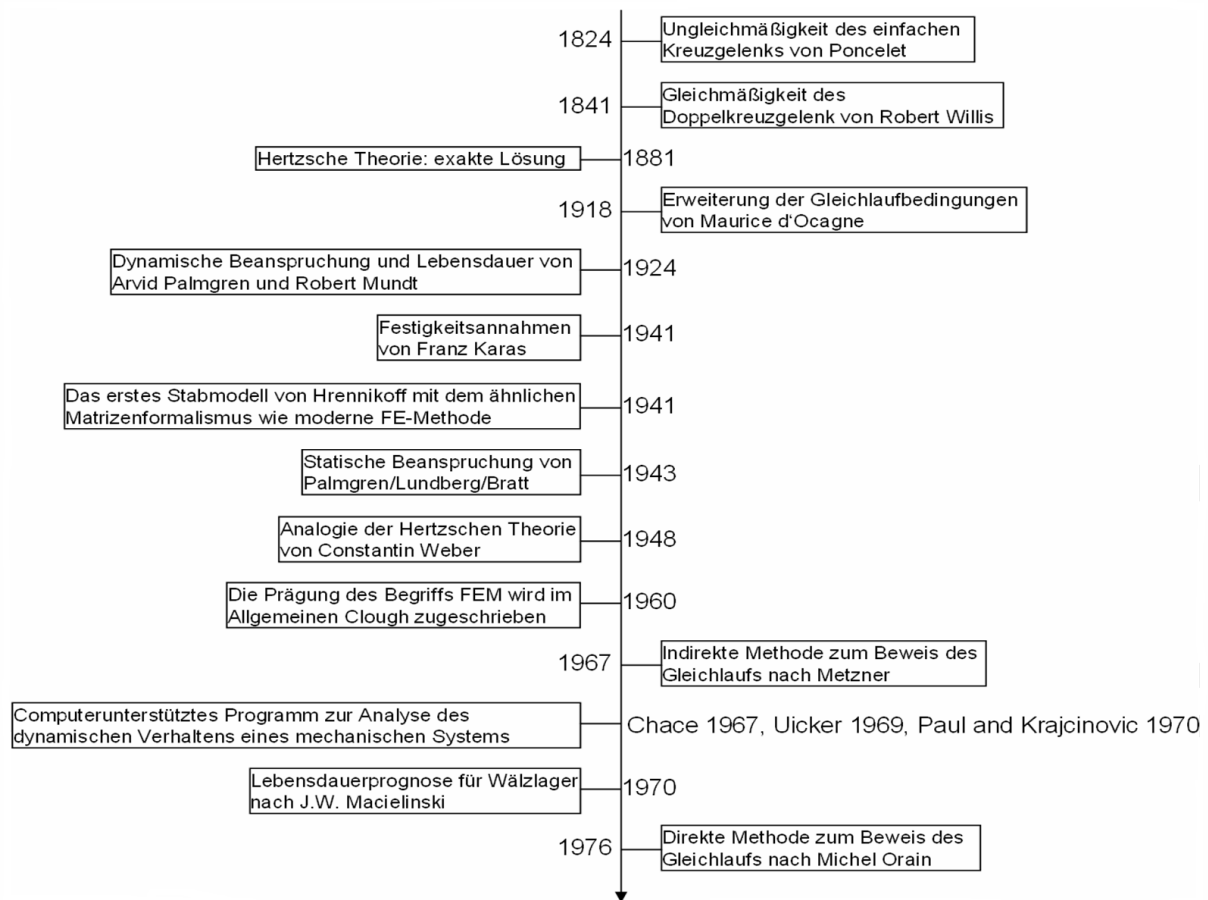 1824
Ungleichmäßigkeit des einfachen
Kreuzgelenks von Poncelet
1841
Gleichmäßigkeit des
Doppelkreuzgelenk von Robert Willis
Hertzsche Theorie: exakte Lösung
1881
1918
Erweiterung der Gleichlaufbedingungen
von Maurice d‘Ocagne
Dynamische Beanspruchung und Lebensdauer von
Arvid Palmgren und Robert Mundt
1924
Festigkeitsannahmen
von Franz Karas
1941
Das erstes Stabmodell von Hrennikoff mit dem ähnlichen
Matrizenformalismus wie moderne FE-Methode
1941
Statische Beanspruchung von
Palmgren/Lundberg/Bratt
1943
Analogie der Hertzschen Theorie
von Constantin Weber
1948
Die Prägung des Begriffs FEM wird im
Allgemeinen Clough zugeschrieben
1960
1967
Indirekte Methode zum Beweis des
Gleichlaufs nach Metzner
Computerunterstütztes Programm zur Analyse des
dynamischen Verhaltens eines mechanischen Systems
Chace 1967, Uicker 1969, Paul and Krajcinovic 1970
Lebensdauerprognose für Wälzlager
nach J.W. Macielinski
1970
1976
Direkte Methode zum Beweis des
Gleichlaufs nach Michel Orain